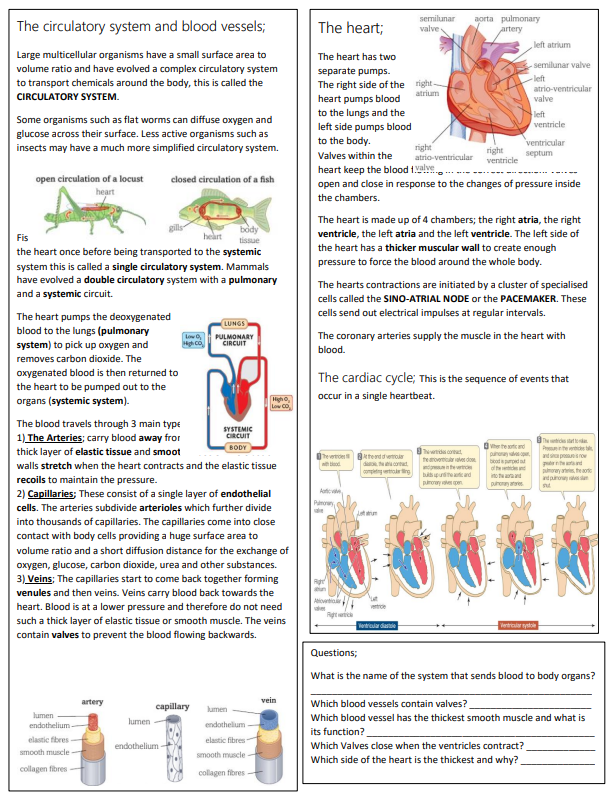 The circulatory system and blood vessels;
Large multicellular organisms have a small surface area to
volume ratio and have evolved a complex circulatory system
to transport chemicals around the body, this is called the
CIRCULATORY SYSTEM.
Some organisms such as flat worms can diffuse oxygen and
glucose across their surface. Less active organisms such as
insects may have a much more simplified circulatory system.
open circulation of a locust
heart
closed circulation of a fish
gills
heart
body
tissue
Fis
the heart once before being transported to the systemic
system this is called a single circulatory system. Mammals
have evolved a double circulatory system with a pulmonary
and a systemic circuit.
The heart pumps the deoxygenated
blood to the lungs (pulmonary
system) to pick up oxygen and
removes carbon dioxide. The
oxygenated blood is then returned to
the heart to be pumped out to the
organs (systemic system).
LUNGS
PULMONARY
CIRCUIT
Low O2
High CO2
High O2
Low CO2
SYSTEMIC
CIRCUIT
BODY
The blood travels through 3 main type
1) The Arteries; carry blood away fror
thick layer of elastic tissue and smoot
walls stretch when the heart contracts and the elastic tissue
recoils to maintain the pressure.
2) Capillaries; These consist of a single layer of endothelial
cells. The arteries subdivide arterioles which further divide
into thousands of capillaries. The capillaries come into close
contact with body cells providing a huge surface area to
volume ratio and a short diffusion distance for the exchange of
oxygen, glucose, carbon dioxide, urea and other substances.
3) Veins; The capillaries start to come back together forming
venules and then veins. Veins carry blood back towards the
heart. Blood is at a lower pressure and therefore do not need
such a thick layer of elastic tissue or smooth muscle. The veins
contain valves to prevent the blood flowing backwards.
artery
lumen
endothelium
elastic fibres
smooth muscle
collagen fibres
capillary
lumen
endothelium
vein
lumen
endothelium
elastic fibres
smooth muscle
collagen fibres
The heart;
semilunar
valve
aorta
pulmonary
artery
left atrium
semilunar valve
left
atrio-ventricular
valve
left
ventricle
ventricular
septum
right
ventricle
right
atrio-ventricular
valve
right
atrium
The heart has two
separate pumps.
The right side of the
heart pumps blood
to the lungs and the
left side pumps blood
to the body.
Valves within the
heart keep the blood
open and close in response to the changes of pressure inside
the chambers.
The heart is made up of 4 chambers; the right atria, the right
ventricle, the left atria and the left ventricle. The left side of
the heart has a thicker muscular wall to create enough
pressure to force the blood around the whole body.
The hearts contractions are initiated by a cluster of specialised
cells called the SINO-ATRIAL NODE or the PACEMAKER. These
cells send out electrical impulses at regular intervals.
The coronary arteries supply the muscle in the heart with
blood.
The cardiac cycle; This is the sequence of events that
occur in a single heartbeat.
1 The ventricles fill
with blood.
2 At the end of ventricular
diastole, the atria contract,
completing ventricular filling.
3 The ventricles contract,
the atrioventricular valves
close, and pressure in the ventricles
builds up until the aortic and
pulmonary valves open.
4 When the aortic and
pulmonary valves open,
blood is pumped out
of the ventricles and
into the aorta and
pulmonary arteries.
5 The ventricles start to relax.
Pressure in the ventricles falls,
and since pressure is now
greater in the aorta and
pulmonary arteries, the aortic
and pulmonary valves slam
shut.
Aortic valve
Pulmonary
valve
Left atrium
Right
atrium
Atrioventricular
valves
Right ventricle
Left
ventricle
Ventricular diastole
Ventricular systole
Questions;
What is the name of the system that sends blood to body organs?
Which blood vessels contain valves?
Which blood vessel has the thickest smooth muscle and what is
its function?
Which Valves close when the ventricles contract?
Which side of the heart is the thickest and why?